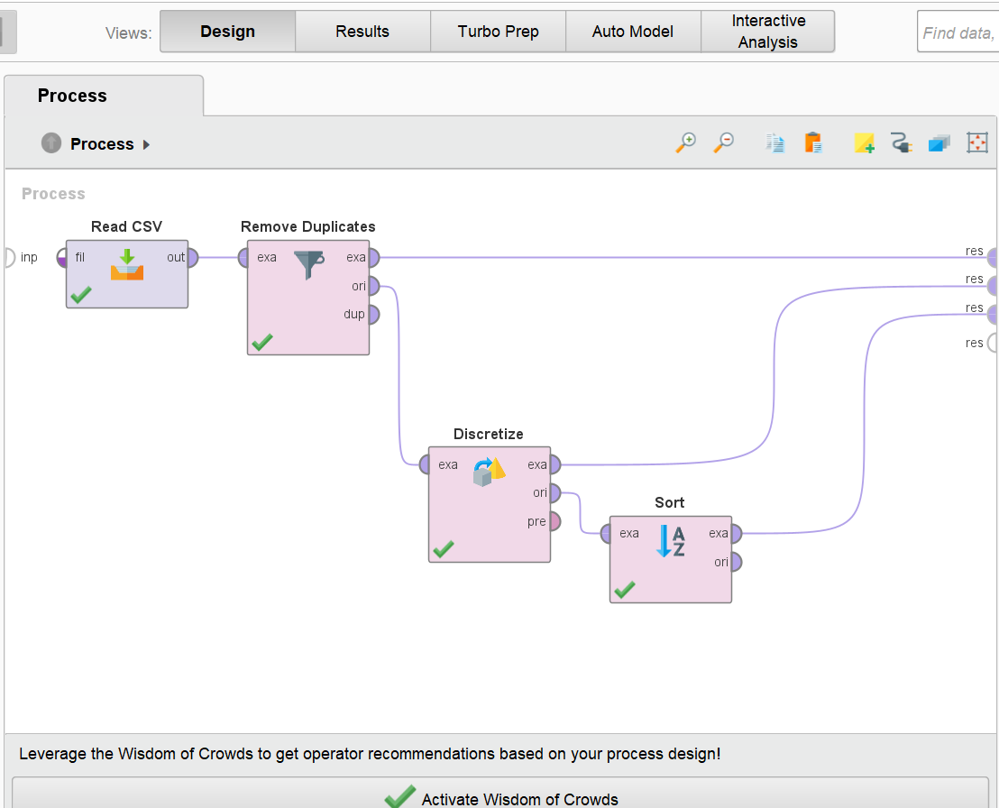 Views:
Design
Results
Turbo Prep
Auto Model
Interactive
Analysis
Find data,
Process
Process
Process
Read CSV
Remove Duplicates
inp
fil
out
exa
exa
ori
dup
res
res
res
res
Discretize
exa
exa
ori
pre
Sort
exa
exa
ori
A
Z
Leverage the Wisdom of Crowds to get operator recommendations based on your process design!
Activate Wisdom of Crowds